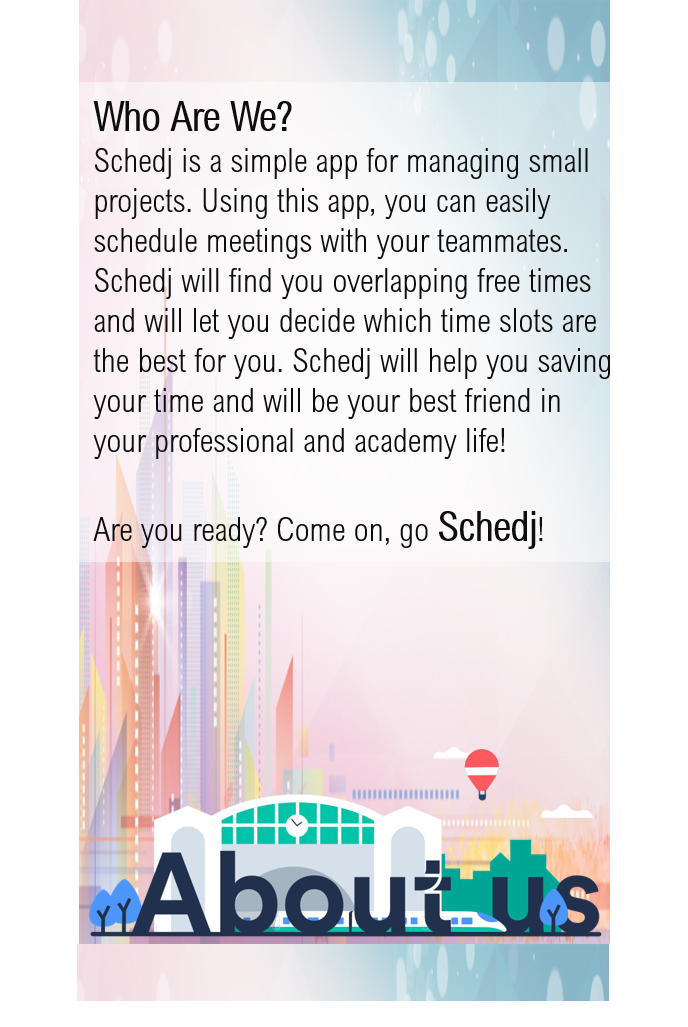 Who Are We?
Schedj is a simple app for managing small
projects. Using this app, you can easily
schedule meetings with your teammates.
Schedj will find you overlapping free times
and will let you decide which time slots are
the best for you. Schedj will help you saving
your time and will be your best friend in
your professional and academy life!
Are you ready? Come on, go Schedj!
About us